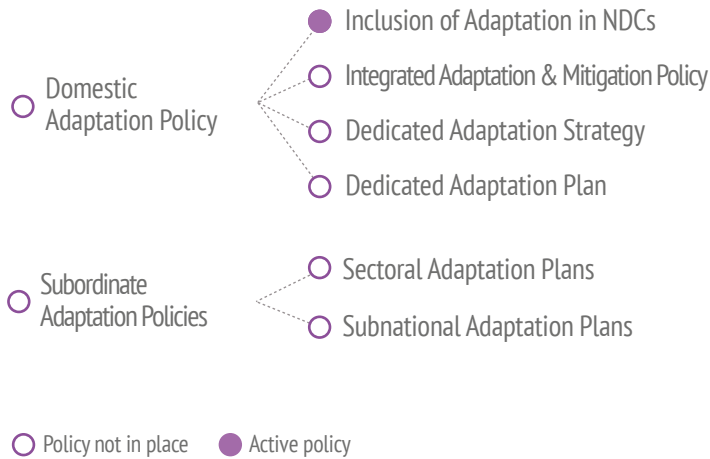 Inclusion of Adaptation in NDCs
Domestic
Adaptation Policy
Integrated Adaptation & Mitigation Policy
Dedicated Adaptation Strategy
Dedicated Adaptation Plan
Subordinate
Adaptation Policies
Sectoral Adaptation Plans
Subnational Adaptation Plans
Policy not in place
Active policy